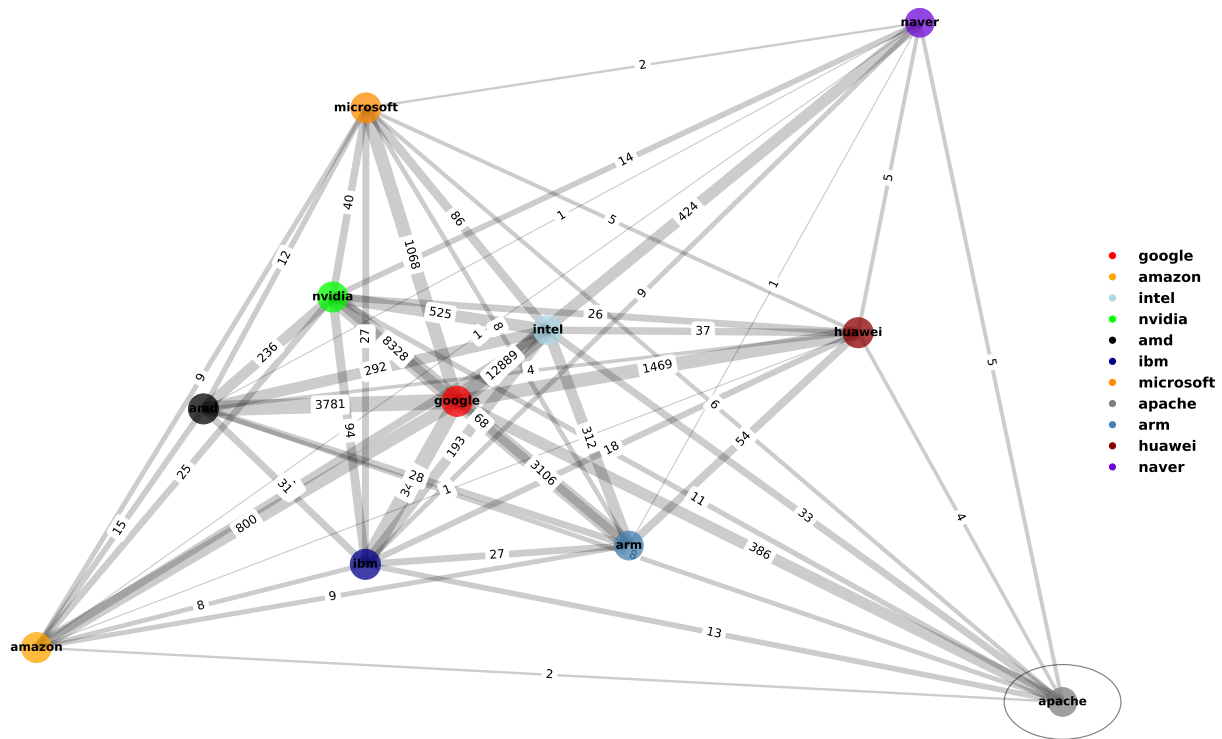 naver
2
microsoft
14
5
40
424
1
86
5
1068
12
1
9
nvidia
525
26
8
intel
37
huawei
27
1
8328
236
12889
292
4
1469
9
5
google
3781
amd
6
68
94
312
54
193
18
25
28
3106
31
1
11
33
4
15
800
386
arm
27
8
ibm
9
8
13
amazon
2
apache
google
amazon
intel
nvidia
amd
ibm
microsoft
apache
arm
huawei
naver